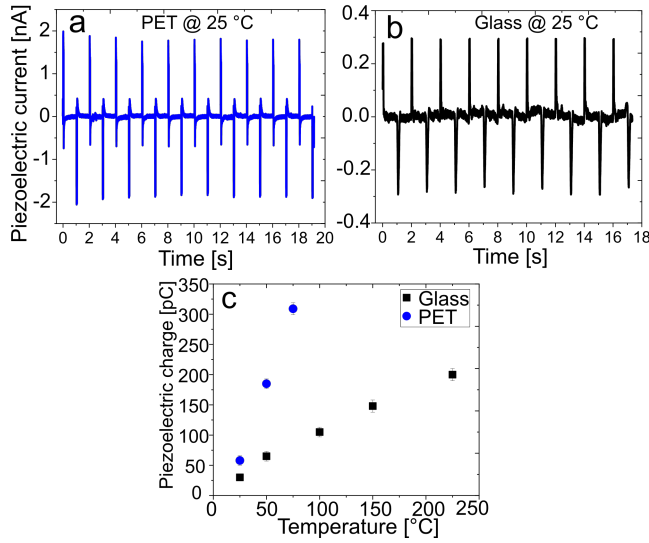 a PET @ 25 °C
Piezoelectric current [nA]
2
1
0
-1
-2
0 2 4 6 8 10 12 14 16 18 20
Time [s]
b Glass @ 25 °C
0.4
0.2
0.0
-0.2
-0.4
0 2 4 6 8 10 12 14 16 18
Time [s]
c
Glass
PET
Piezoelectric charge [pC]
350
300
250
200
150
100
50
0
0 50 100 150 200 250
Temperature [°C]